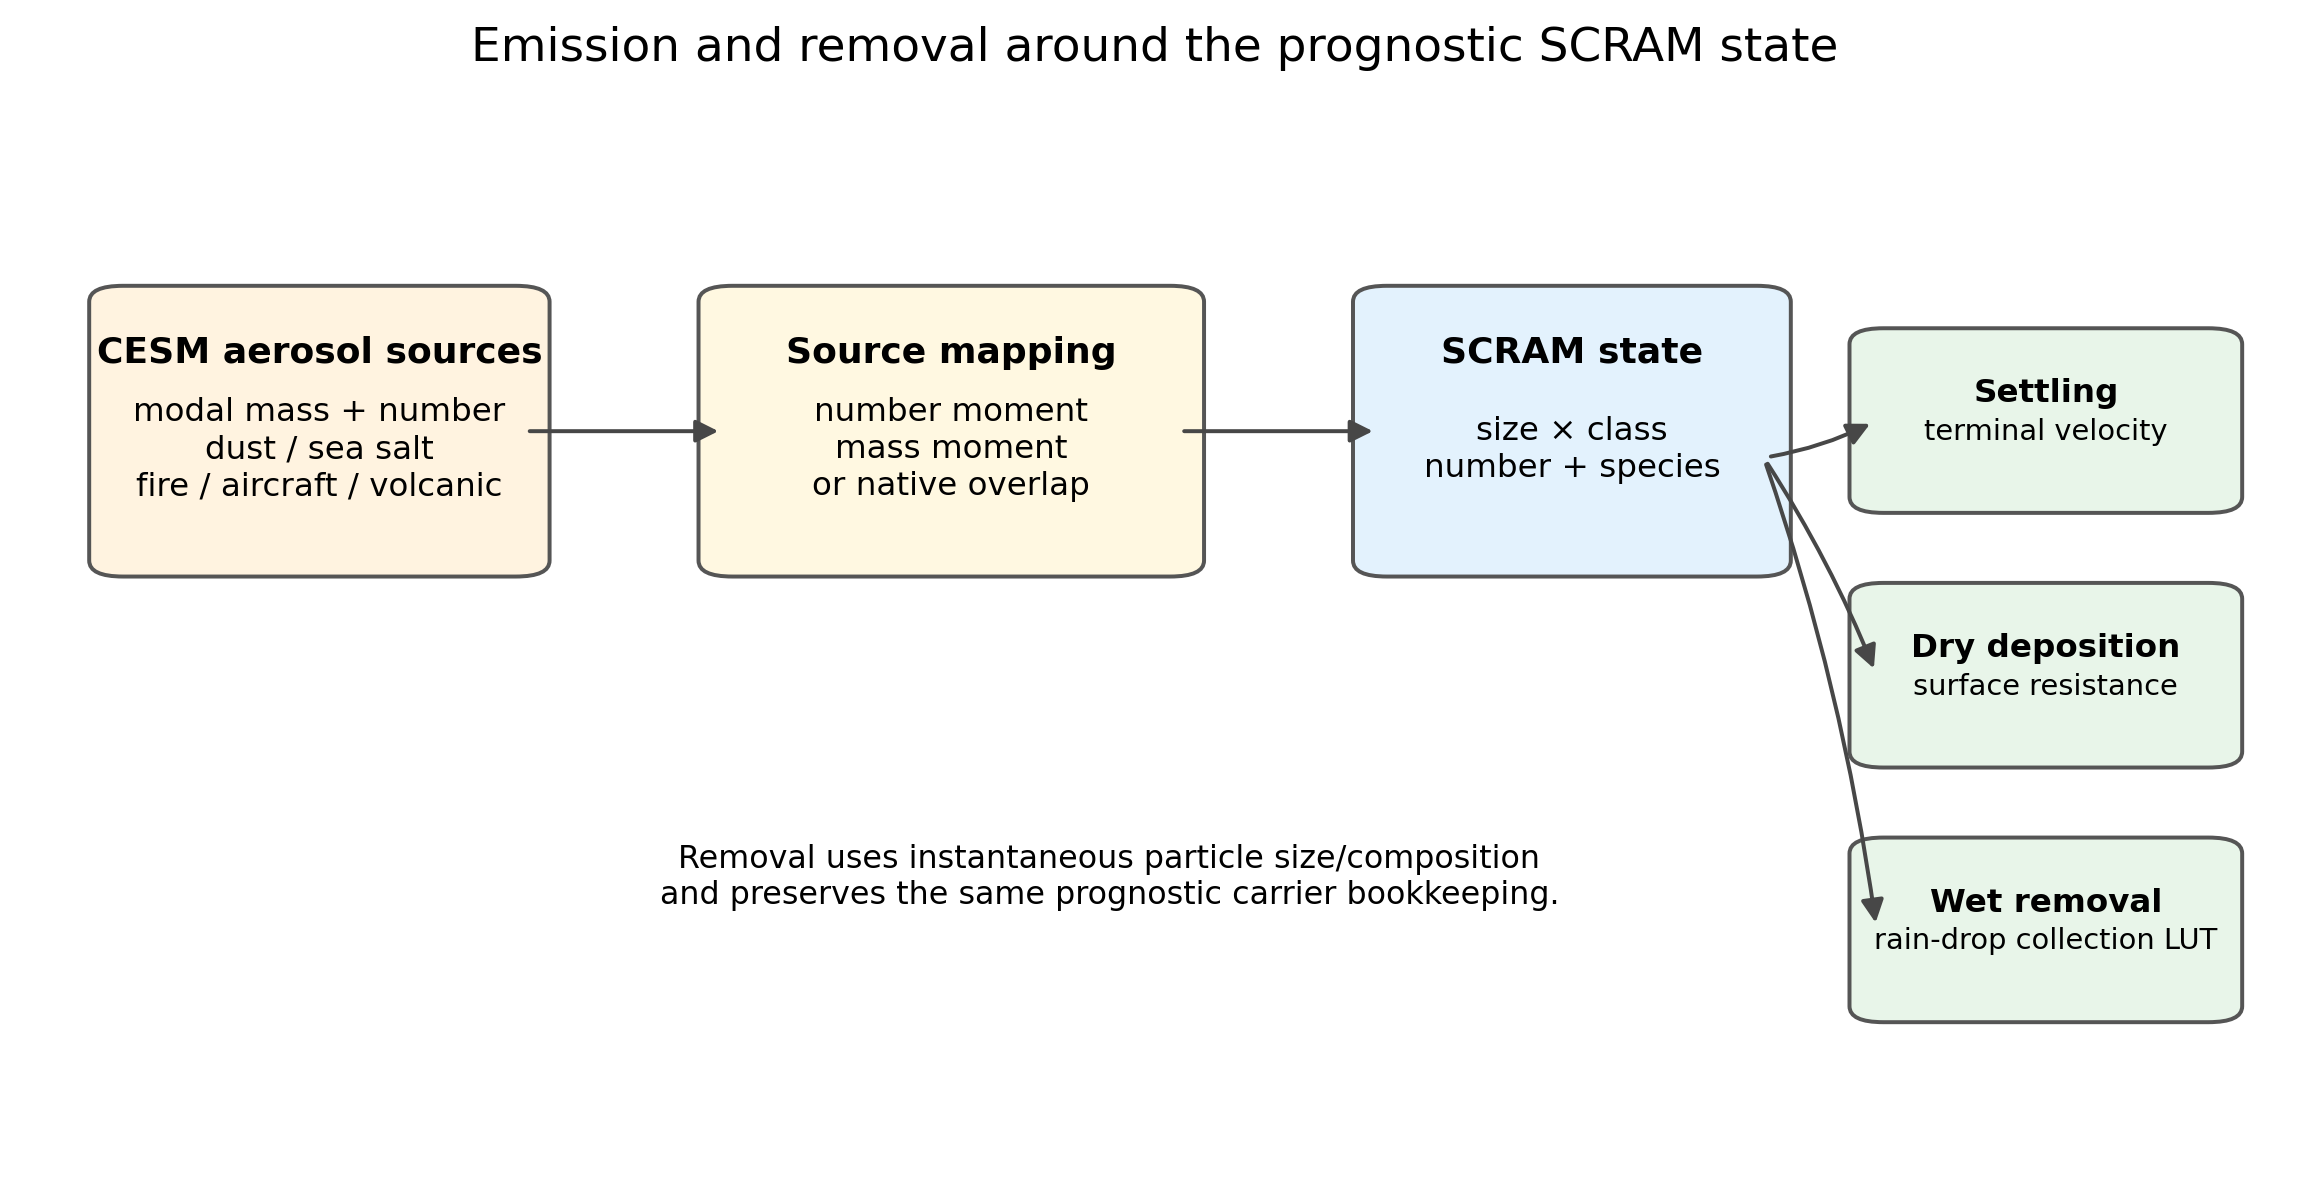 Emission and removal around the prognostic SCRAM state
CESM aerosol sources
modal mass + number
dust / sea salt
fire / aircraft / volcanic
Source mapping
number moment
mass moment
or native overlap
SCRAM state
size × class
number + species
Settling
terminal velocity
Dry deposition
surface resistance
Wet removal
rain-drop collection LUT
Removal uses instantaneous particle size/composition
and preserves the same prognostic carrier bookkeeping.